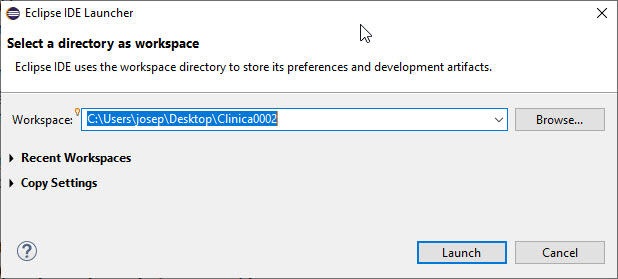 Eclipse IDE Launcher
Select a directory as workspace
Eclipse IDE uses the workspace directory to store its preferences and development artifacts.
Workspace: C:\Users\josep\Desktop\Clinica0002 Browse...
Recent Workspaces
Copy Settings
? Launch Cancel